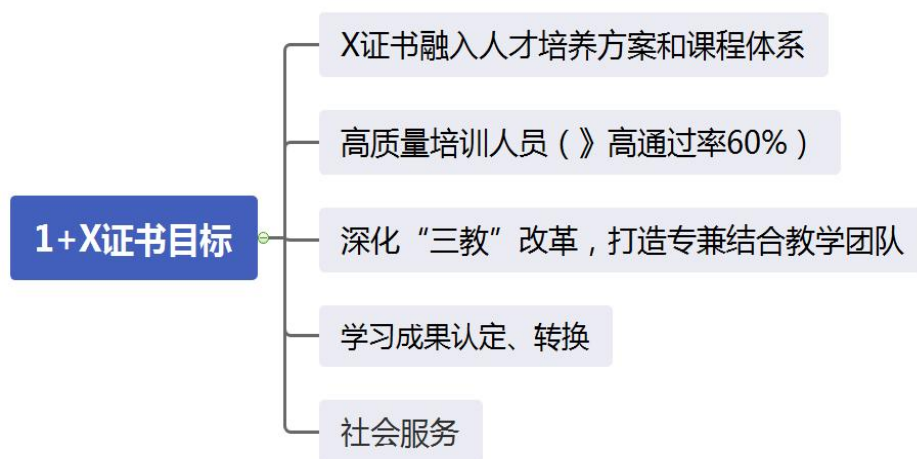 X证书融入人才培养方案和课程体系
高质量培训人员（》高通过率60%）
1+X证书目标
深化“三教”改革，打造专兼结合教学团队
学习成果认定、转换
社会服务